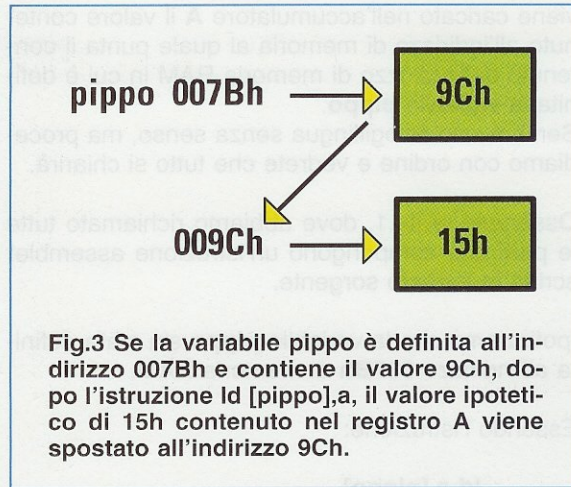 pippo 007Bh
9Ch
009Ch
15h
Fig.3 Se la variabile pippo è definita all'in-
dirizzo 007Bh e contiene il valore 9Ch, do-
po l'istruzione ld [pippo],a, il valore ipoteti-
co di 15h contenuto nel registro A viene
spostato all'indirizzo 9Ch.